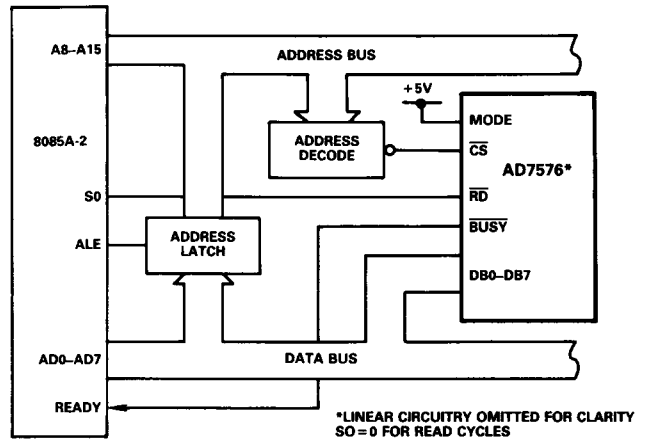 A8–A15
ADDRESS BUS
+5V
MODE
8085A-2
ADDRESS
DECODE
CS
AD7576*
S0
RD
ADDRESS
LATCH
BUSY
ALE
DB0–DB7
AD0–AD7
DATA BUS
READY
*LINEAR CIRCUITRY OMITTED FOR CLARITY
SO = 0 FOR READ CYCLES